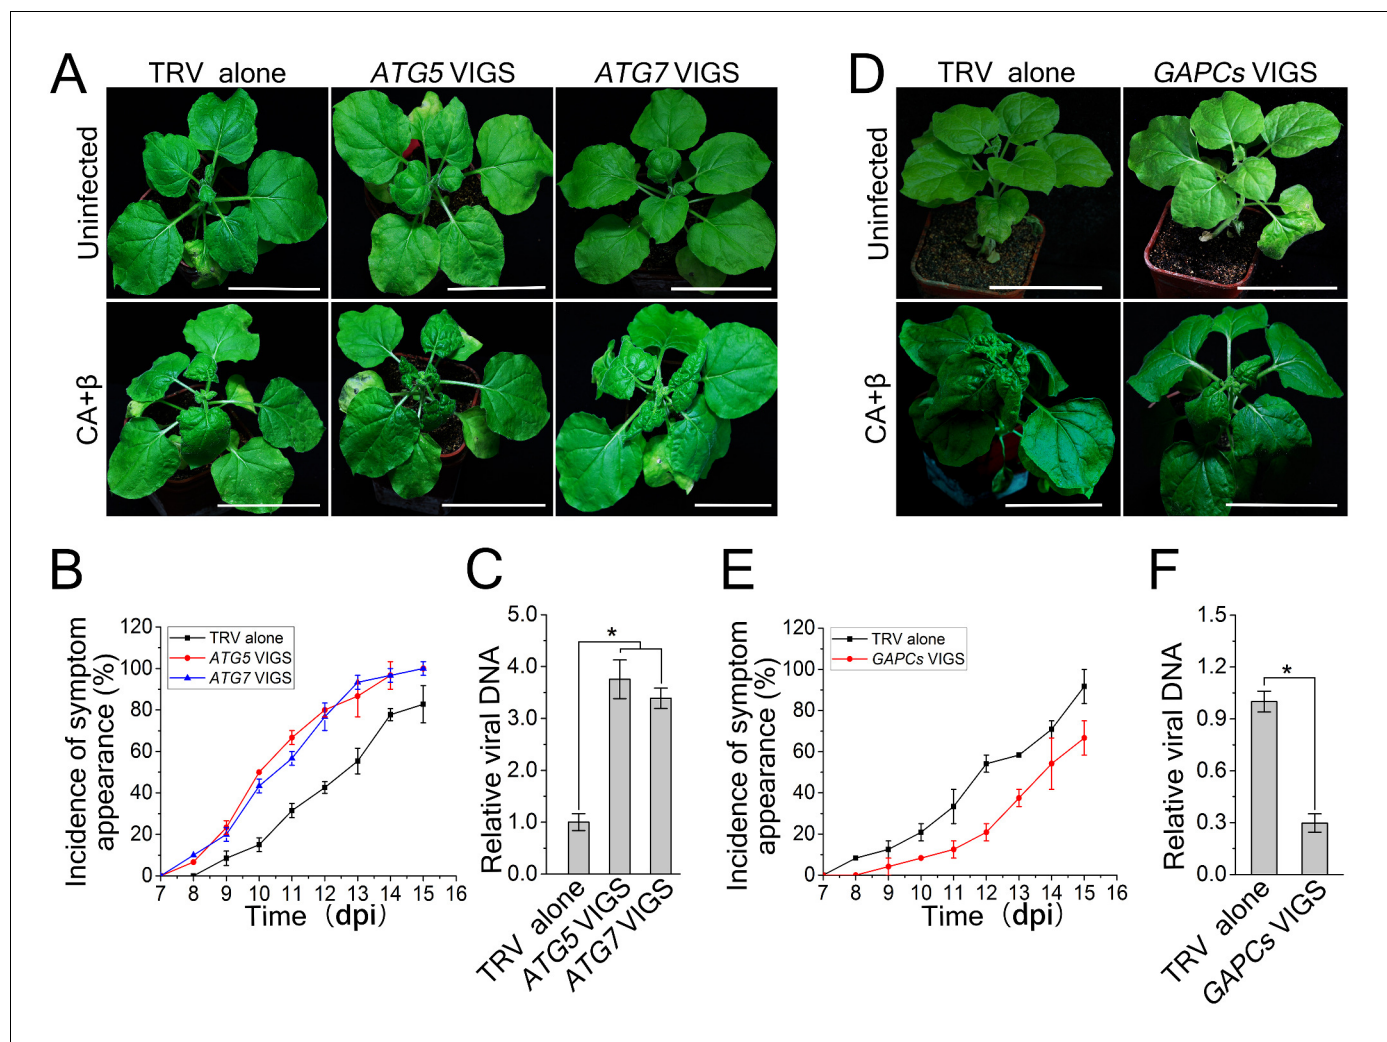 A
TRV alone
ATG5 VIGS
ATG7 VIGS
Uninfected
CA+β
D
TRV alone
GAPCs VIGS
Uninfected
CA+β
B
Incidence of symptom
appearance (%)
120
100
80
60
40
20
0
TRV alone
ATG5 VIGS
ATG7 VIGS
7 8 9 10 11 12 13 14 15 16
Time (dpi)
C
Relative viral DNA
5.0
4.0
3.0
2.0
1.0
0.0
*
TRV alone
ATG5 VIGS
ATG7 VIGS
E
Incidence of symptom
appearance (%)
120
100
80
60
40
20
0
TRV alone
GAPCs VIGS
7 8 9 10 11 12 13 14 15 16
Time (dpi)
F
Relative viral DNA
1.5
1.2
0.9
0.6
0.3
0.0
*
TRV alone
GAPCs VIGS